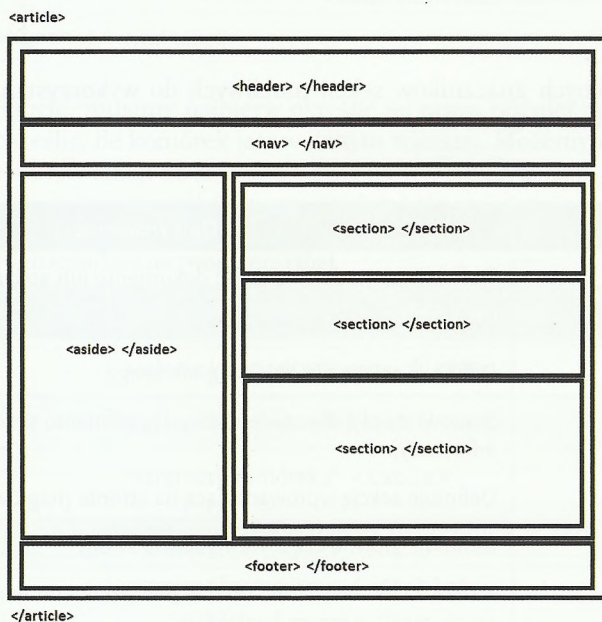 <article>
<header> </header>
<nav> </nav>
<aside> </aside>
<section> </section>
<section> </section>
<section> </section>
<footer> </footer>
</article>